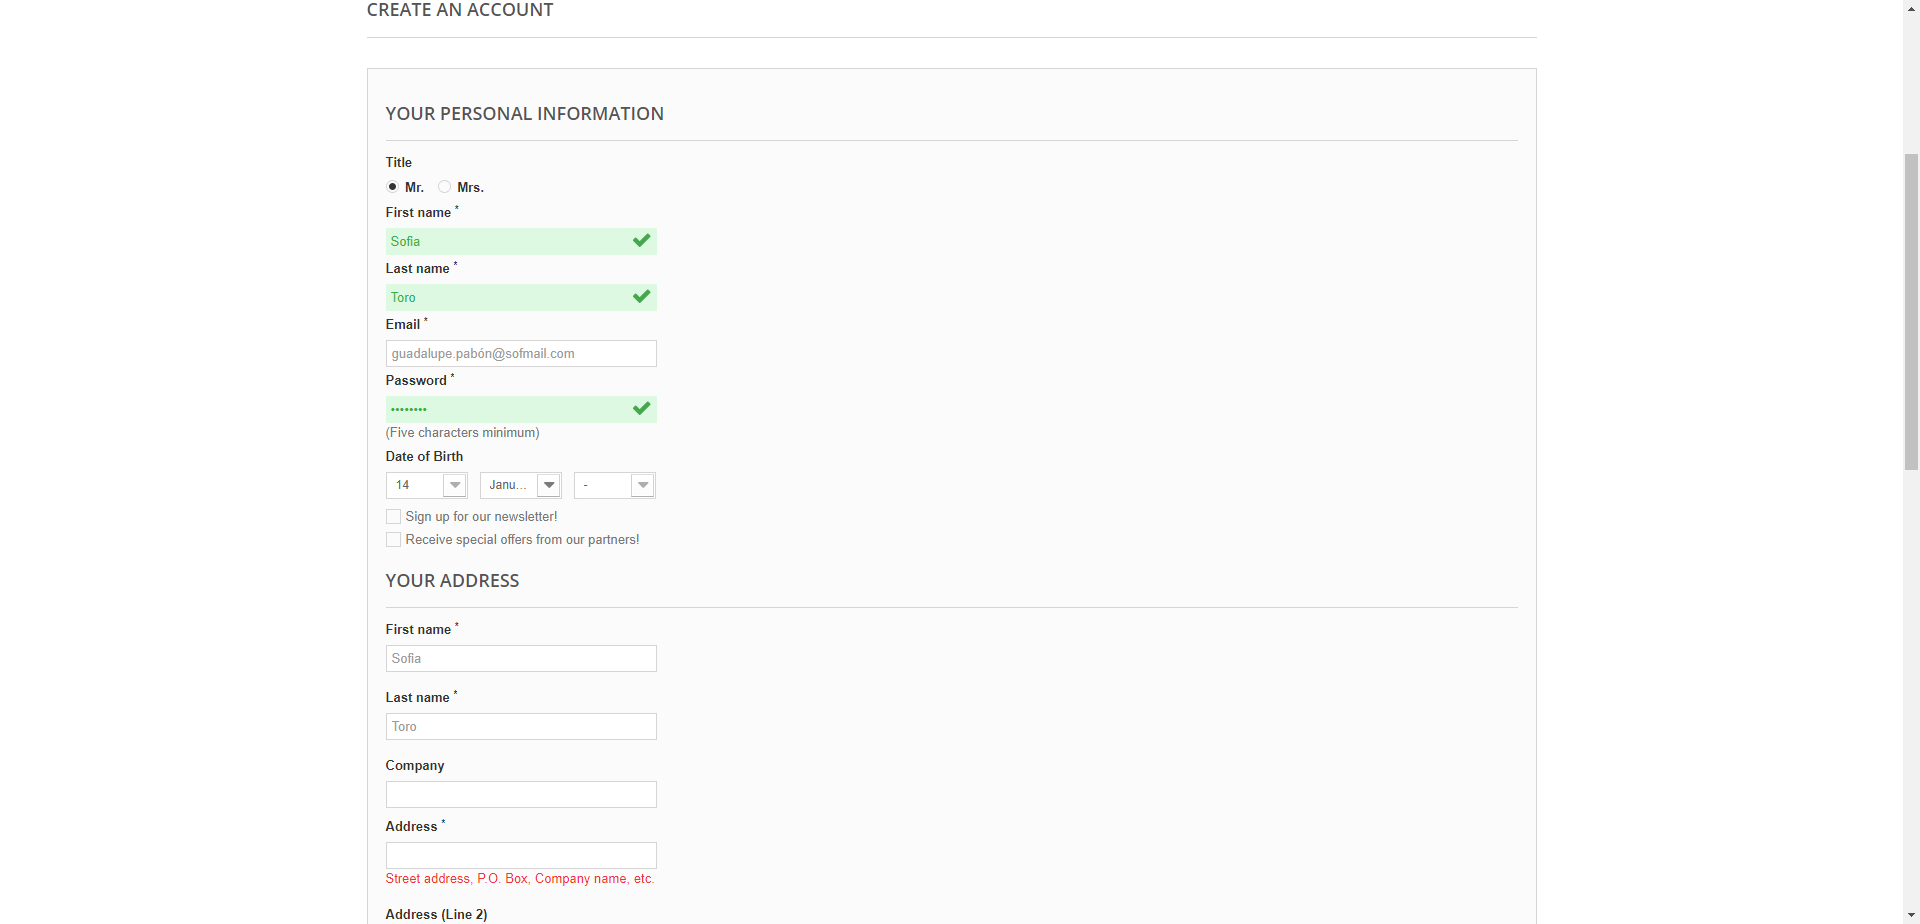 CREATE AN ACCOUNT
YOUR PERSONAL INFORMATION
Title
Mr. Mrs.
First name *
Sofia
Last name *
Toro
Email *
guadalupe.pabón@sofmail.com
Password *
••••••••
(Five characters minimum)
Date of Birth
14 Janu... -
Sign up for our newsletter!
Receive special offers from our partners!
YOUR ADDRESS
First name *
Sofia
Last name *
Toro
Company
Address *
Street address, P.O. Box, Company name, etc.
Address (Line 2)